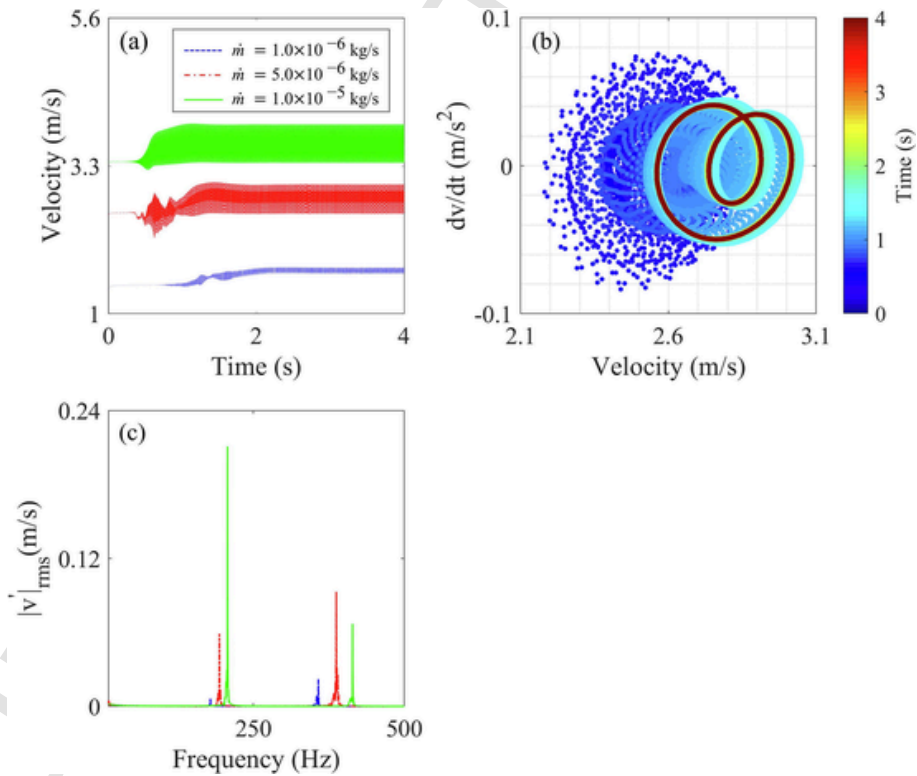 5.6
(a)
ṁ = 1.0×10⁻⁶ kg/s
ṁ = 5.0×10⁻⁶ kg/s
ṁ = 1.0×10⁻⁵ kg/s
3.3
Velocity (m/s)
1
0
2
4
Time (s)
0.1
(b)
dv/dt (m/s²)
0
-0.1
2.1
2.6
3.1
Velocity (m/s)
4
3
2
1
0
Time (s)
0.24
(c)
|v'|rms(m/s)
0.12
0
250
500
Frequency (Hz)